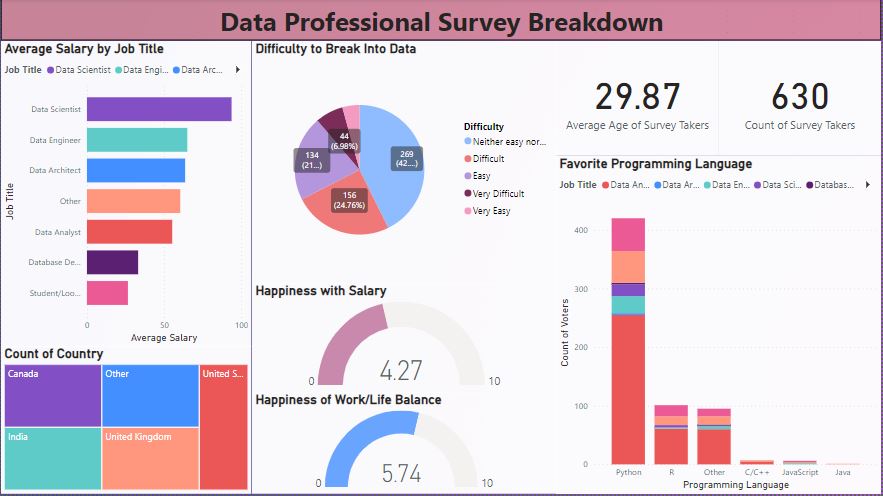 Data Professional Survey Breakdown
Average Salary by Job Title
Job Title Data Scientist Data Engi... Data Arc...
Job Title
Data Scientist
Data Engineer
Data Architect
Other
Data Analyst
Database De...
Student/Loo...
0 50 100
Average Salary
Count of Country
Canada
Other
United S...
India
United Kingdom
Difficulty to Break Into Data
44
(6.98%)
134
(21...)
269
(42...)
156
(24.76%)
Difficulty
Neither easy nor...
Difficult
Easy
Very Difficult
Very Easy
Happiness with Salary
4.27
0 10
Happiness of Work/Life Balance
5.74
0 10
29.87
Average Age of Survey Takers
630
Count of Survey Takers
Favorite Programming Language
Job Title Data An... Data Ar... Data En... Data Sci... Databas...
Count of Voters
400
300
200
100
0
Python R Other C/C++ JavaScript Java
Programming Language